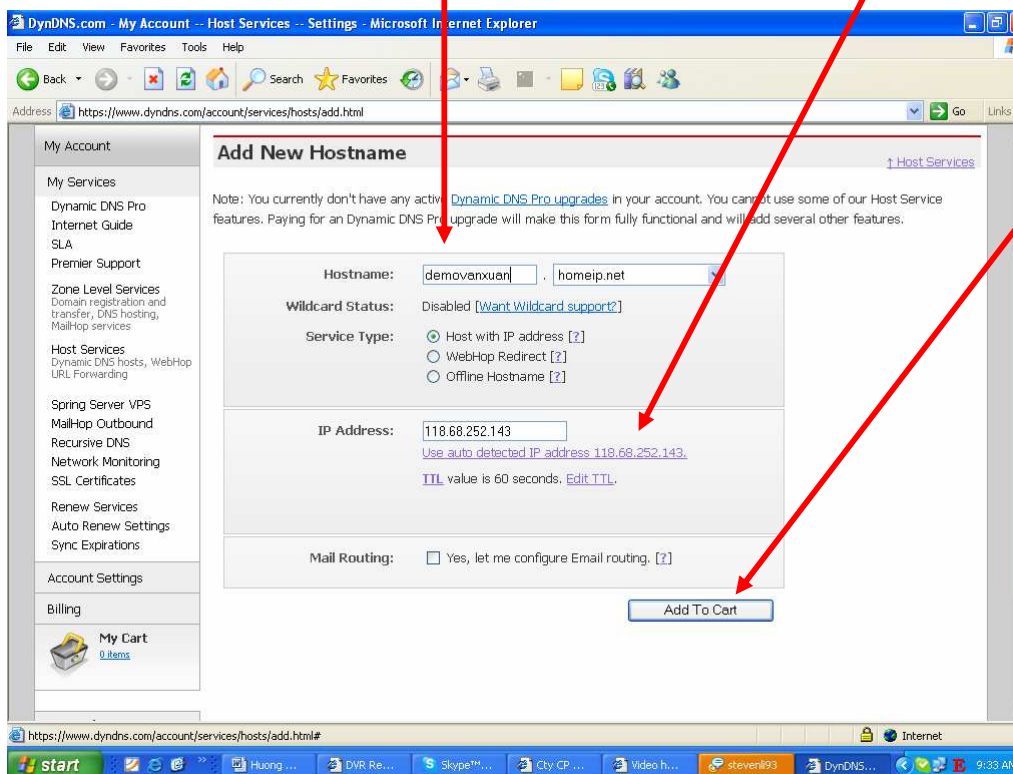 DynDNS.com - My Account -- Host Services -- Settings - Microsoft Internet Explorer
File Edit View Favorites Tools Help
Back Search Favorites
Address https://www.dyndns.com/account/services/hosts/add.html Go Links
My Account
My Services
Dynamic DNS Pro
Internet Guide
SLA
Premier Support
Zone Level Services
Domain registration and
transfer, DNS hosting,
MailHop services
Host Services
Dynamic DNS hosts, WebHop
URL Forwarding
Spring Server VPS
MailHop Outbound
Recursive DNS
Network Monitoring
SSL Certificates
Renew Services
Auto Renew Settings
Sync Expirations
Account Settings
Billing
My Cart
0 items
Add New Hostname
↑ Host Services
Note: You currently don't have any active Dynamic DNS Pro upgrades in your account. You cannot use some of our Host Service
features. Paying for an Dynamic DNS Pro upgrade will make this form fully functional and will add several other features.
Hostname: demovanxuan . homeip.net
Wildcard Status: Disabled [Want Wildcard support?]
Service Type: Host with IP address [?]
WebHop Redirect [?]
Offline Hostname [?]
IP Address: 118.68.252.143
Use auto detected IP address 118.68.252.143.
TTL value is 60 seconds. Edit TTL.
Mail Routing: Yes, let me configure Email routing. [?]
Add To Cart
https://www.dyndns.com/account/services/hosts/add.html# Internet
start Huong ... DVR Re... Skype™... Cty CP ... Video h... stevenli93 DynDNS... 9:33 AM